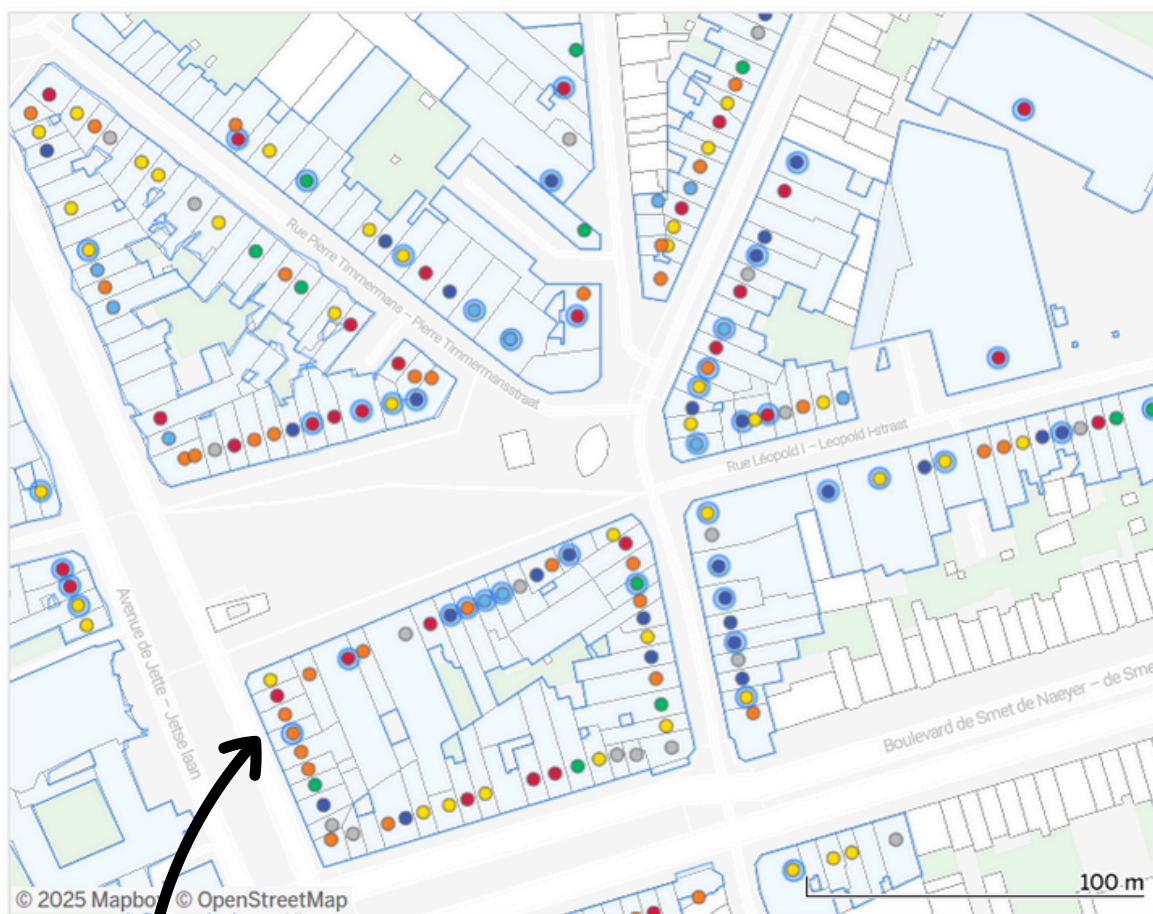 Rue Pierre Timmermans – Pierre Timmermansstraat
Rue Léopold I – Leopold I-straat
Avenue de Jette – Jetse laan
Boulevard de Smet de Naeyer – de Sme
100 m
© 2025 Mapbox © OpenStreetMap